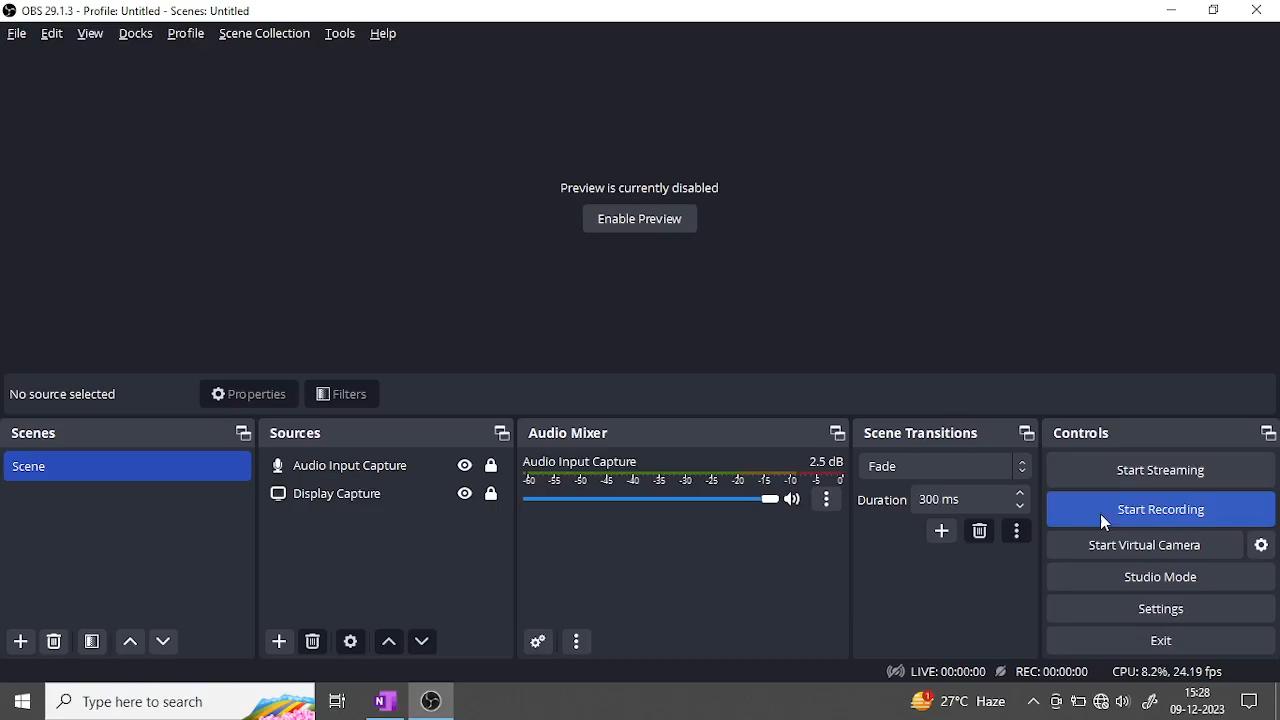 OBS 29.1.3 - Profile: Untitled - Scenes: Untitled
File Edit View Docks Profile Scene Collection Tools Help
Preview is currently disabled
Enable Preview
No source selected Properties Filters
Scenes Sources Audio Mixer Scene Transitions Controls
Scene
Audio Input Capture
Display Capture
Audio Input Capture 2.5 dB
-60 -55 -50 -45 -40 -35 -30 -25 -20 -15 -10 -5 0
Fade
Duration 300 ms
Start Streaming
Start Recording
Start Virtual Camera
Studio Mode
Settings
Exit
LIVE: 00:00:00 REC: 00:00:00 CPU: 8.2%, 24.19 fps
Type here to search N 1 27°C Haze 15:28
09-12-2023